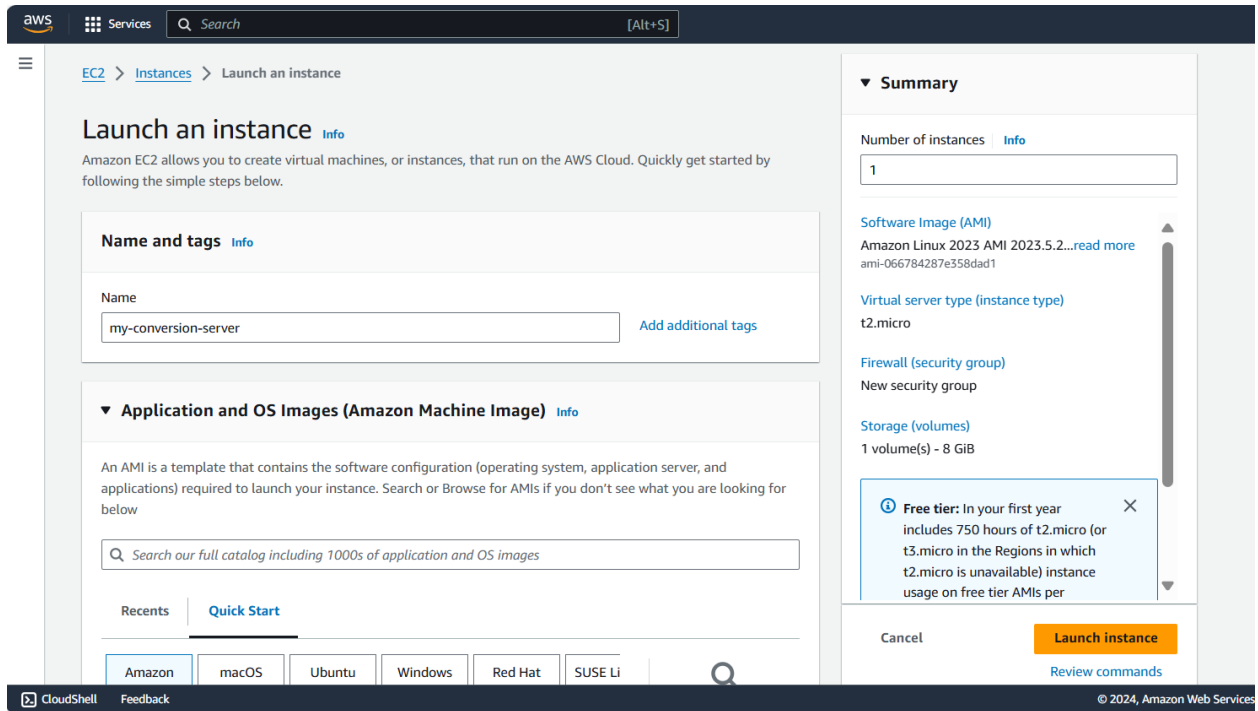 aws
Services
Search
[Alt+S]
EC2 > Instances > Launch an instance
Launch an instance Info
Amazon EC2 allows you to create virtual machines, or instances, that run on the AWS Cloud. Quickly get started by
following the simple steps below.
Name and tags Info
Name
my-conversion-server
Add additional tags
Application and OS Images (Amazon Machine Image) Info
An AMI is a template that contains the software configuration (operating system, application server, and
applications) required to launch your instance. Search or Browse for AMIs if you don't see what you are looking for
below
Search our full catalog including 1000s of application and OS images
Recents
Quick Start
Amazon
macOS
Ubuntu
Windows
Red Hat
SUSE Li
Summary
Number of instances Info
1
Software Image (AMI)
Amazon Linux 2023 AMI 2023.5.2...read more
ami-066784287e358dad1
Virtual server type (instance type)
t2.micro
Firewall (security group)
New security group
Storage (volumes)
1 volume(s) - 8 GiB
Free tier: In your first year
includes 750 hours of t2.micro (or
t3.micro in the Regions in which
t2.micro is unavailable) instance
usage on free tier AMIs per
Cancel
Launch instance
Review commands
CloudShell
Feedback
© 2024, Amazon Web Services